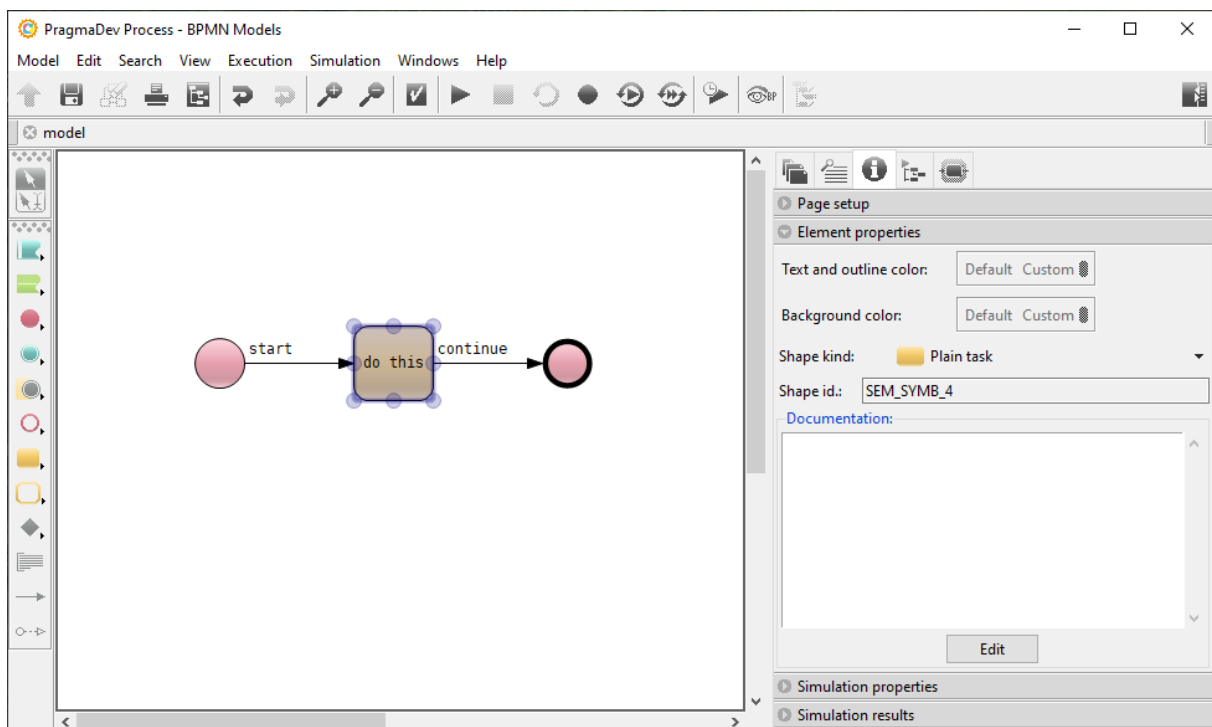 PragmaDev Process - BPMN Models
Model Edit Search View Execution Simulation Windows Help
BP
model
Page setup
Element properties
Text and outline color: Default Custom
Background color: Default Custom
Shape kind: Plain task
Shape id.: SEM_SYMB_4
Documentation:
start
do this
continue
Edit
Simulation properties
Simulation results